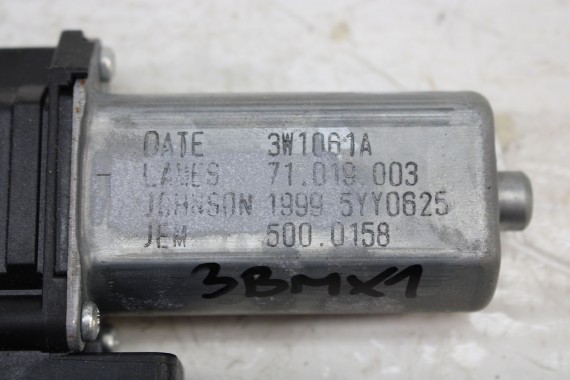 DATE 3W1061A
LAMES 71.019.003
JOHNSON 1999 5YY0625
JEM 500.0158
3BMX1